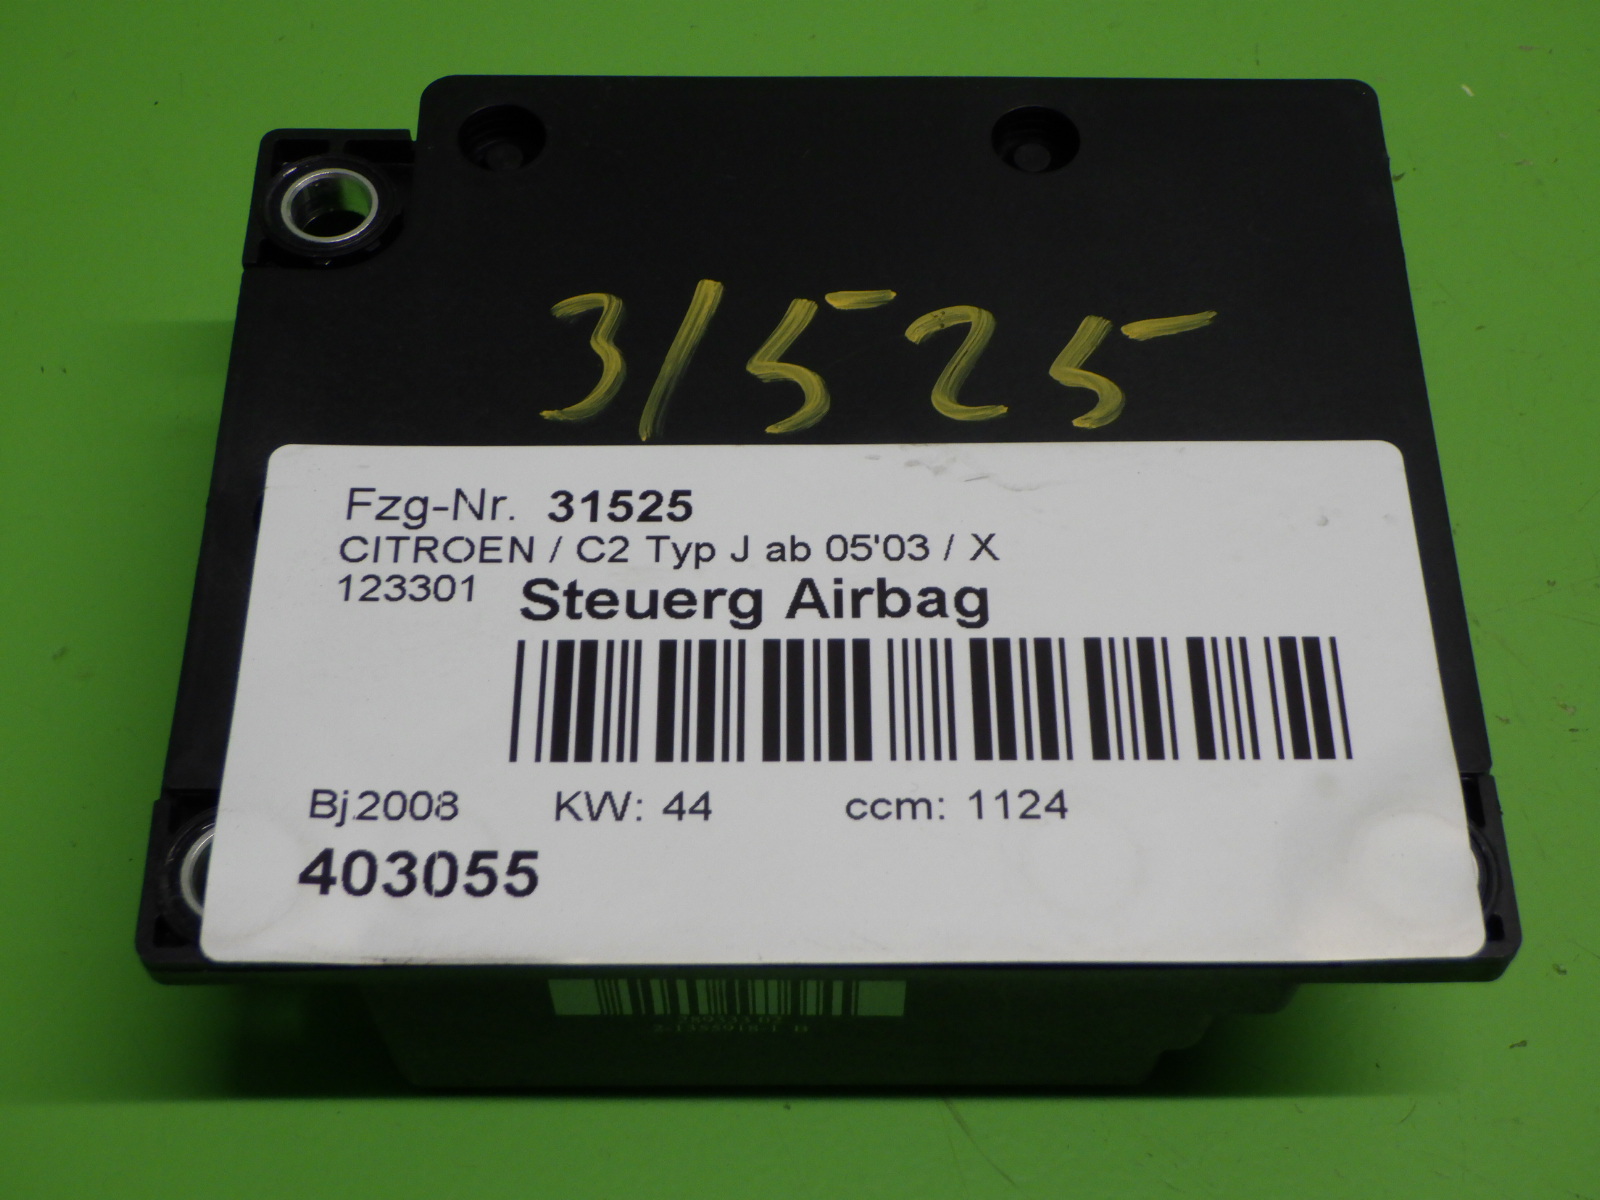 31525
Fzg-Nr. 31525
CITROEN / C2 Typ J ab 05'03 / X
123301 Steuerg Airbag
Bj.2008 KW: 44 ccm: 1124
403055